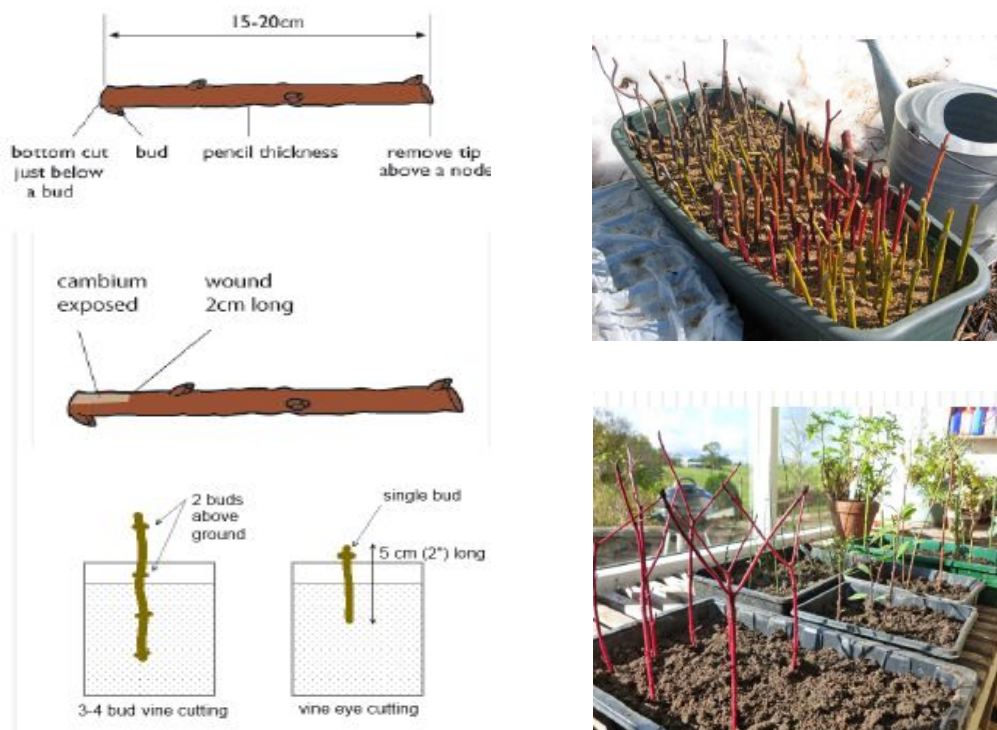 15-20cm
bottom cut
just below
a bud
bud
pencil thickness
remove tip
above a node
cambium
exposed
wound
2cm long
2 buds
above
ground
3-4 bud vine cutting
single bud
5 cm (2") long
vine eye cutting